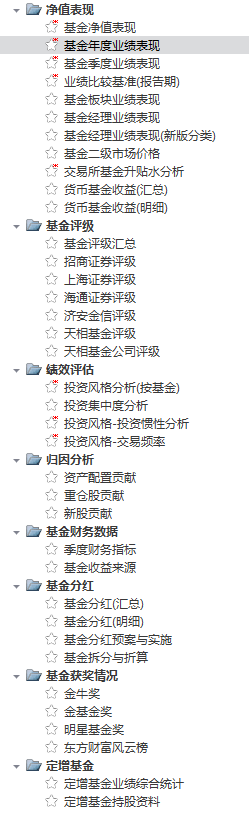 净值表现
基金净值表现
基金年度业绩表现
基金季度业绩表现
业绩比较基准(报告期)
基金板块业绩表现
基金经理业绩表现
基金经理业绩表现(新版分类)
基金二级市场价格
交易所基金升贴水分析
货币基金收益(汇总)
货币基金收益(明细)
基金评级
基金评级汇总
招商证券评级
上海证券评级
海通证券评级
济安金信评级
天相基金评级
天相基金公司评级
绩效评估
投资风格分析(按基金)
投资集中度分析
投资风格-投资惯性分析
投资风格-交易频率
归因分析
资产配置贡献
重仓股贡献
新股贡献
基金财务数据
季度财务指标
基金收益来源
基金分红
基金分红(汇总)
基金分红(明细)
基金分红预案与实施
基金拆分与折算
基金获奖情况
金牛奖
金基金奖
明星基金奖
东方财富风云榜
定增基金
定增基金业绩综合统计
定增基金持股资料